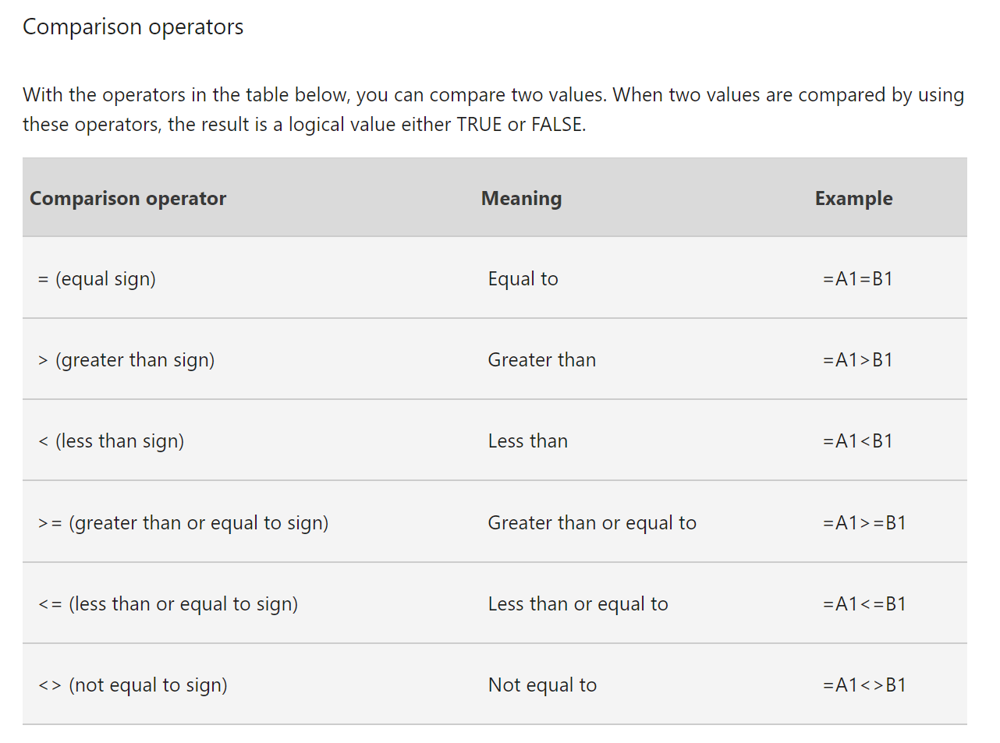 Comparison operators
With the operators in the table below, you can compare two values. When two values are compared by using
these operators, the result is a logical value either TRUE or FALSE.
Comparison operator Meaning Example
= (equal sign) Equal to =A1=B1
> (greater than sign) Greater than =A1>B1
< (less than sign) Less than =A1<B1
>= (greater than or equal to sign) Greater than or equal to =A1>=B1
<= (less than or equal to sign) Less than or equal to =A1<=B1
<> (not equal to sign) Not equal to =A1<>B1